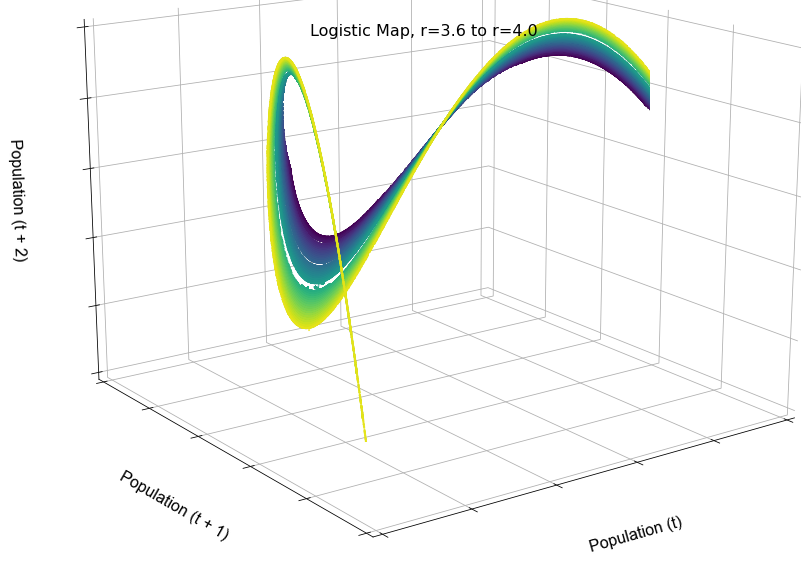 Logistic Map, r=3.6 to r=4.0
Population (t + 2)
Population (t + 1)
Population (t)